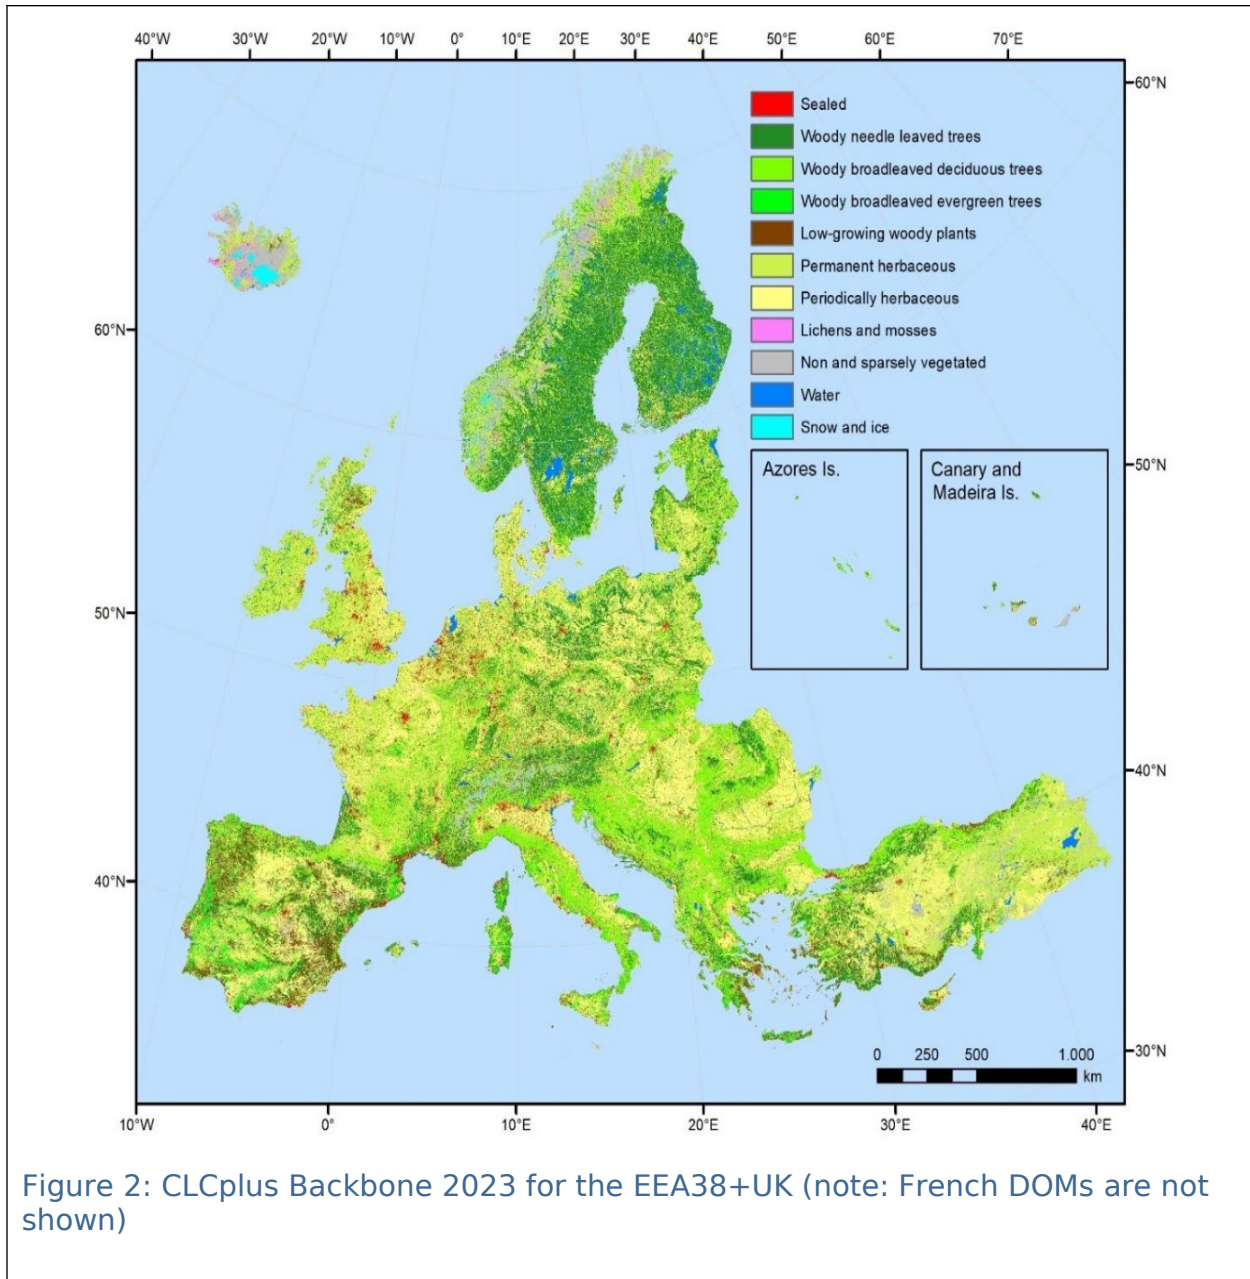 40°W 30°W 20°W 10°W 0° 10°E 20°E 30°E 40°E 50°E 60°E 70°E
60°N
Sealed
Woody needle leaved trees
Woody broadleaved deciduous trees
Woody broadleaved evergreen trees
Low-growing woody plants
Permanent herbaceous
Periodically herbaceous
Lichens and mosses
Non and sparsely vegetated
Water
Snow and ice
60°N
50°N
Azores Is.
Canary and
Madeira Is.
50°N
40°N
40°N
30°N
0 250 500 1.000
km
10°W 0° 10°E 20°E 30°E 40°E
Figure 2: CLCplus Backbone 2023 for the EEA38+UK (note: French DOMs are not
shown)